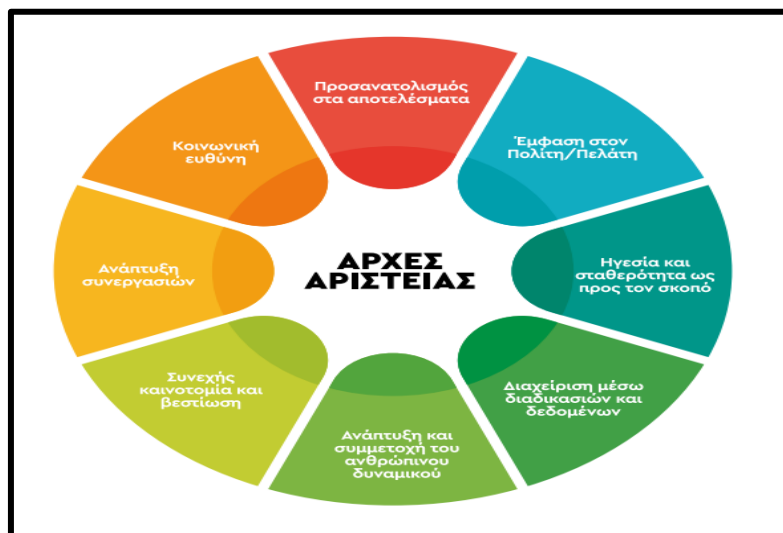 Προσανατολισμός
στα αποτελέσματα
Έμφαση στον
Πολίτη/Πελάτη
Ηγεσία και
σταθερότητα ως
προς τον σκοπό
Διαχείριση μέσω
διαδικασιών και
δεδομένων
Ανάπτυξη και
συμμετοχή του
ανθρώπινου
δυναμικού
Συνεχής
καινοτομία και
βεστίωση
Ανάπτυξη
συνεργασιών
Κοινωνική
ευθύνη
ΑΡΧΕΣ
ΑΡΙΣΤΕΙΑΣ